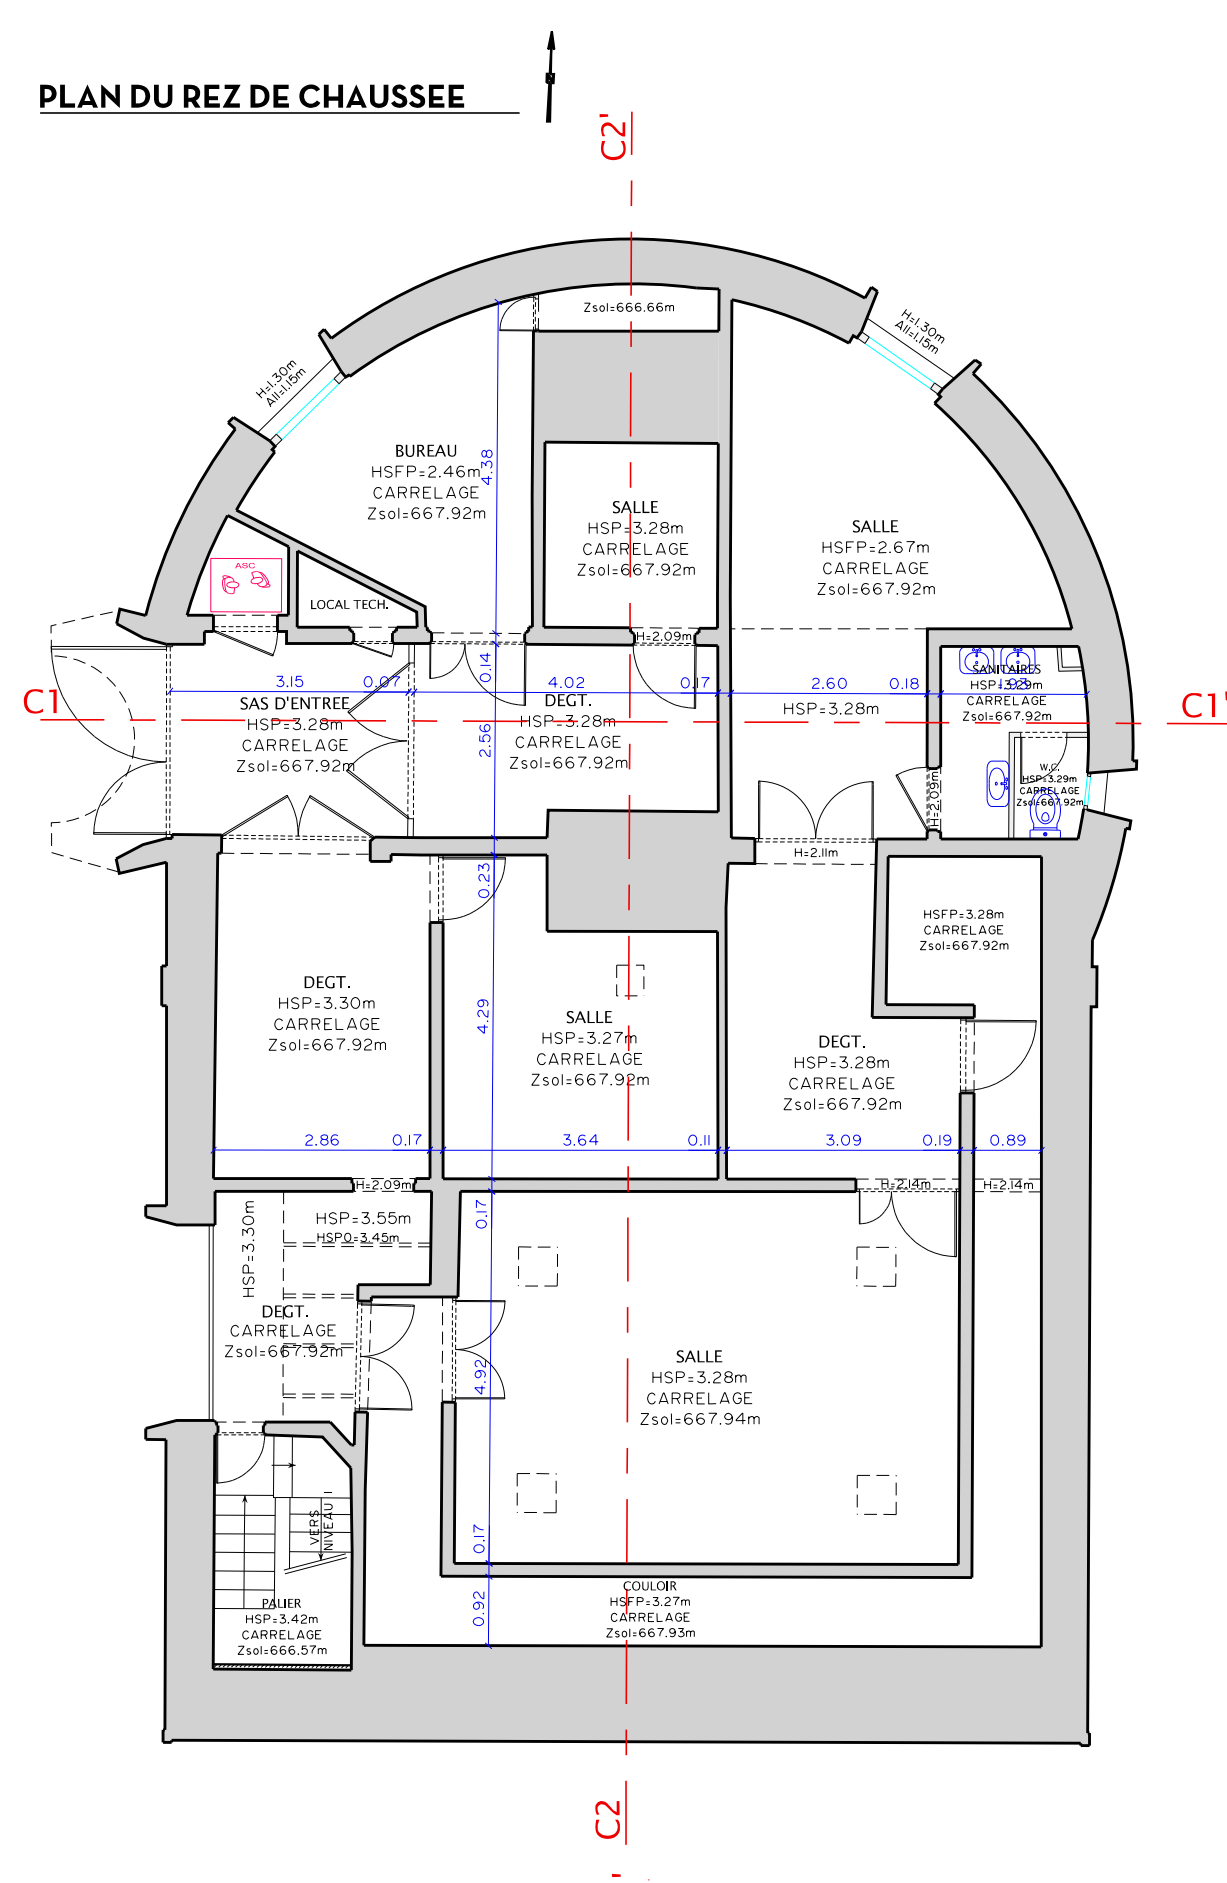 PLAN DU REZ DE CHAUSSEE
C2'
Zsol=666.66m
H=1.30m
All=1.15m
H=1.30m
All=1.15m
BUREAU
HSFP=2.46m
CARRELAGE
Zsol=667.92m
4.38
SALLE
HSP=3.28m
CARRELAGE
Zsol=667.92m
SALLE
HSFP=2.67m
CARRELAGE
Zsol=667.92m
ASC
LOCAL TECH.
H=2.09m
0.14
3.15
0.07
4.02
0.17
2.60
0.18
1.93
SANITAIRES
HSP=3.29m
CARRELAGE
Zsol=667.92m
C1
C1'
SAS D'ENTREE
HSP=3.28m
CARRELAGE
Zsol=667.92m
2.56
DEGT.
HSP=3.28m
CARRELAGE
Zsol=667.92m
HSP=3.28m
H=2.09m
W.C.
HSP=3.29m
CARRELAGE
Zsol=667.92m
H=2.11m
0.23
HSFP=3.28m
CARRELAGE
Zsol=667.92m
DEGT.
HSP=3.30m
CARRELAGE
Zsol=667.92m
4.29
SALLE
HSP=3.27m
CARRELAGE
Zsol=667.92m
DEGT.
HSP=3.28m
CARRELAGE
Zsol=667.92m
2.86
0.17
3.64
0.11
3.09
0.19
0.89
H=2.09m
H=2.14m
H=2.14m
0.17
HSP=3.30m
HSP=3.55m
HSPO=3.45m
DEGT.
CARRELAGE
Zsol=667.92m
4.92
SALLE
HSP=3.28m
CARRELAGE
Zsol=667.94m
VERS
NIVEAU 1
0.17
PALIER
HSP=3.42m
CARRELAGE
Zsol=666.57m
0.92
COULOIR
HSFP=3.27m
CARRELAGE
Zsol=667.93m
C2